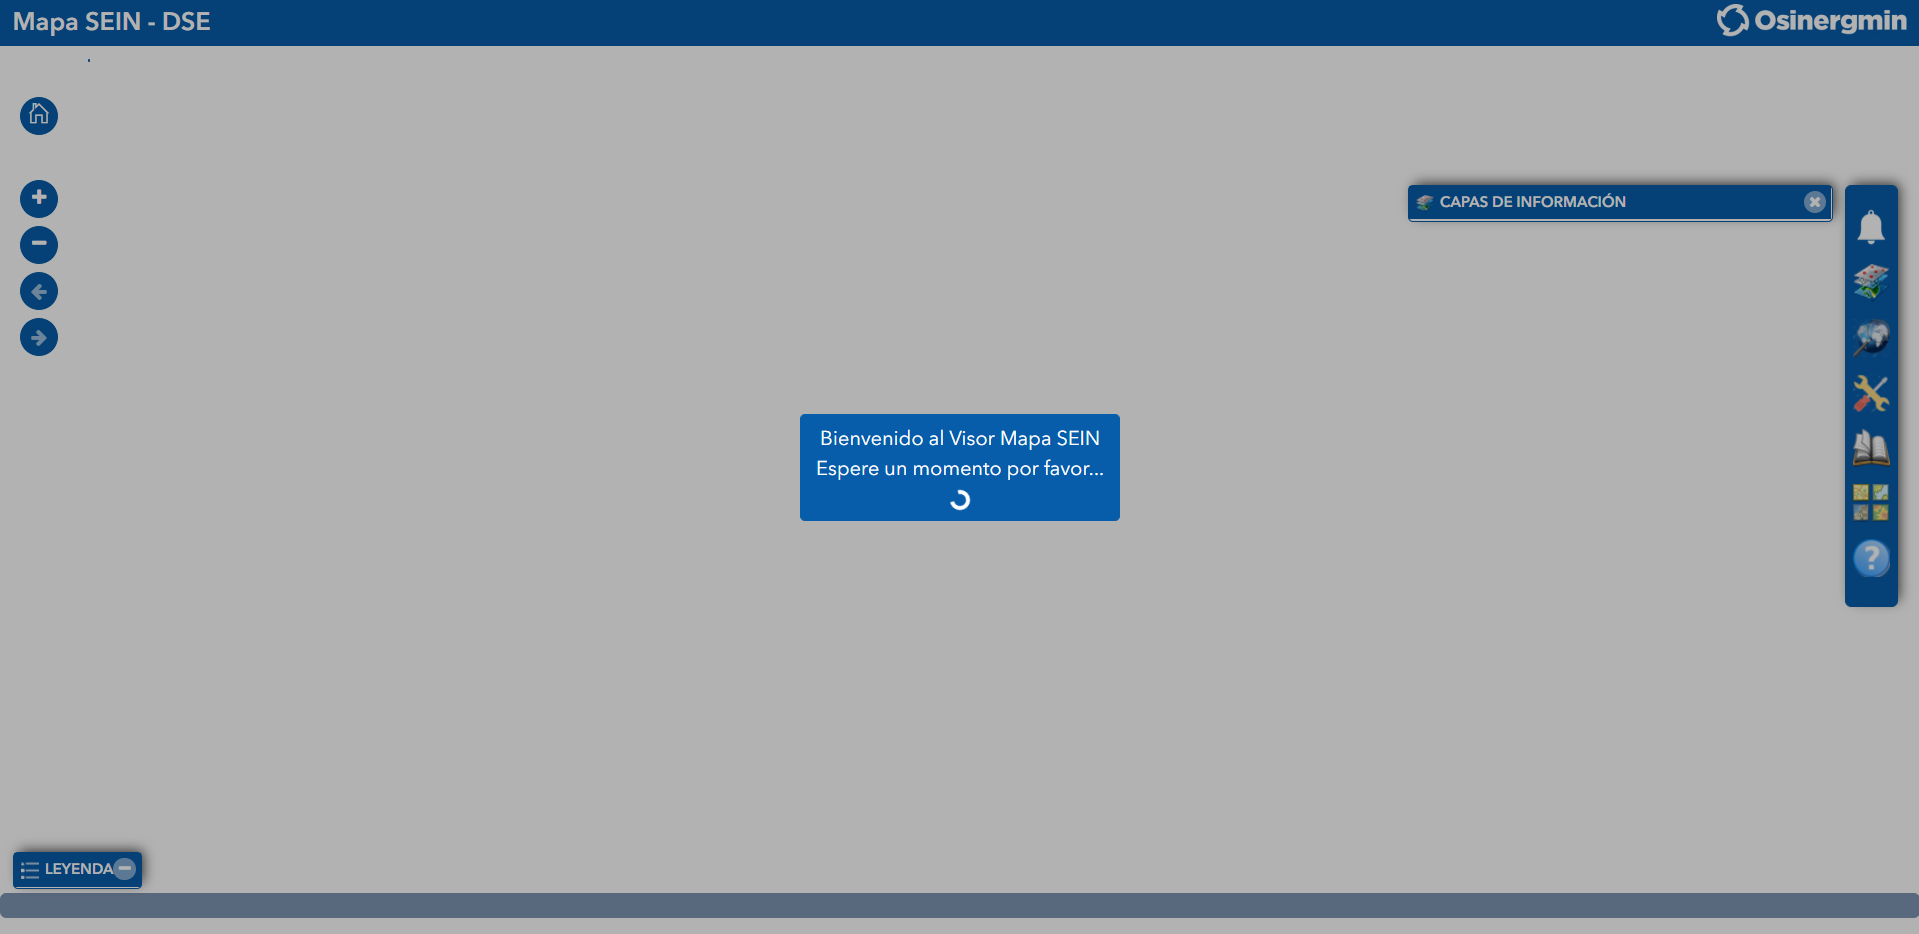 Mapa SEIN - DSE
Osinergmin
CAPAS DE INFORMACIÓN
Bienvenido al Visor Mapa SEIN
Espere un momento por favor...
LEYENDA